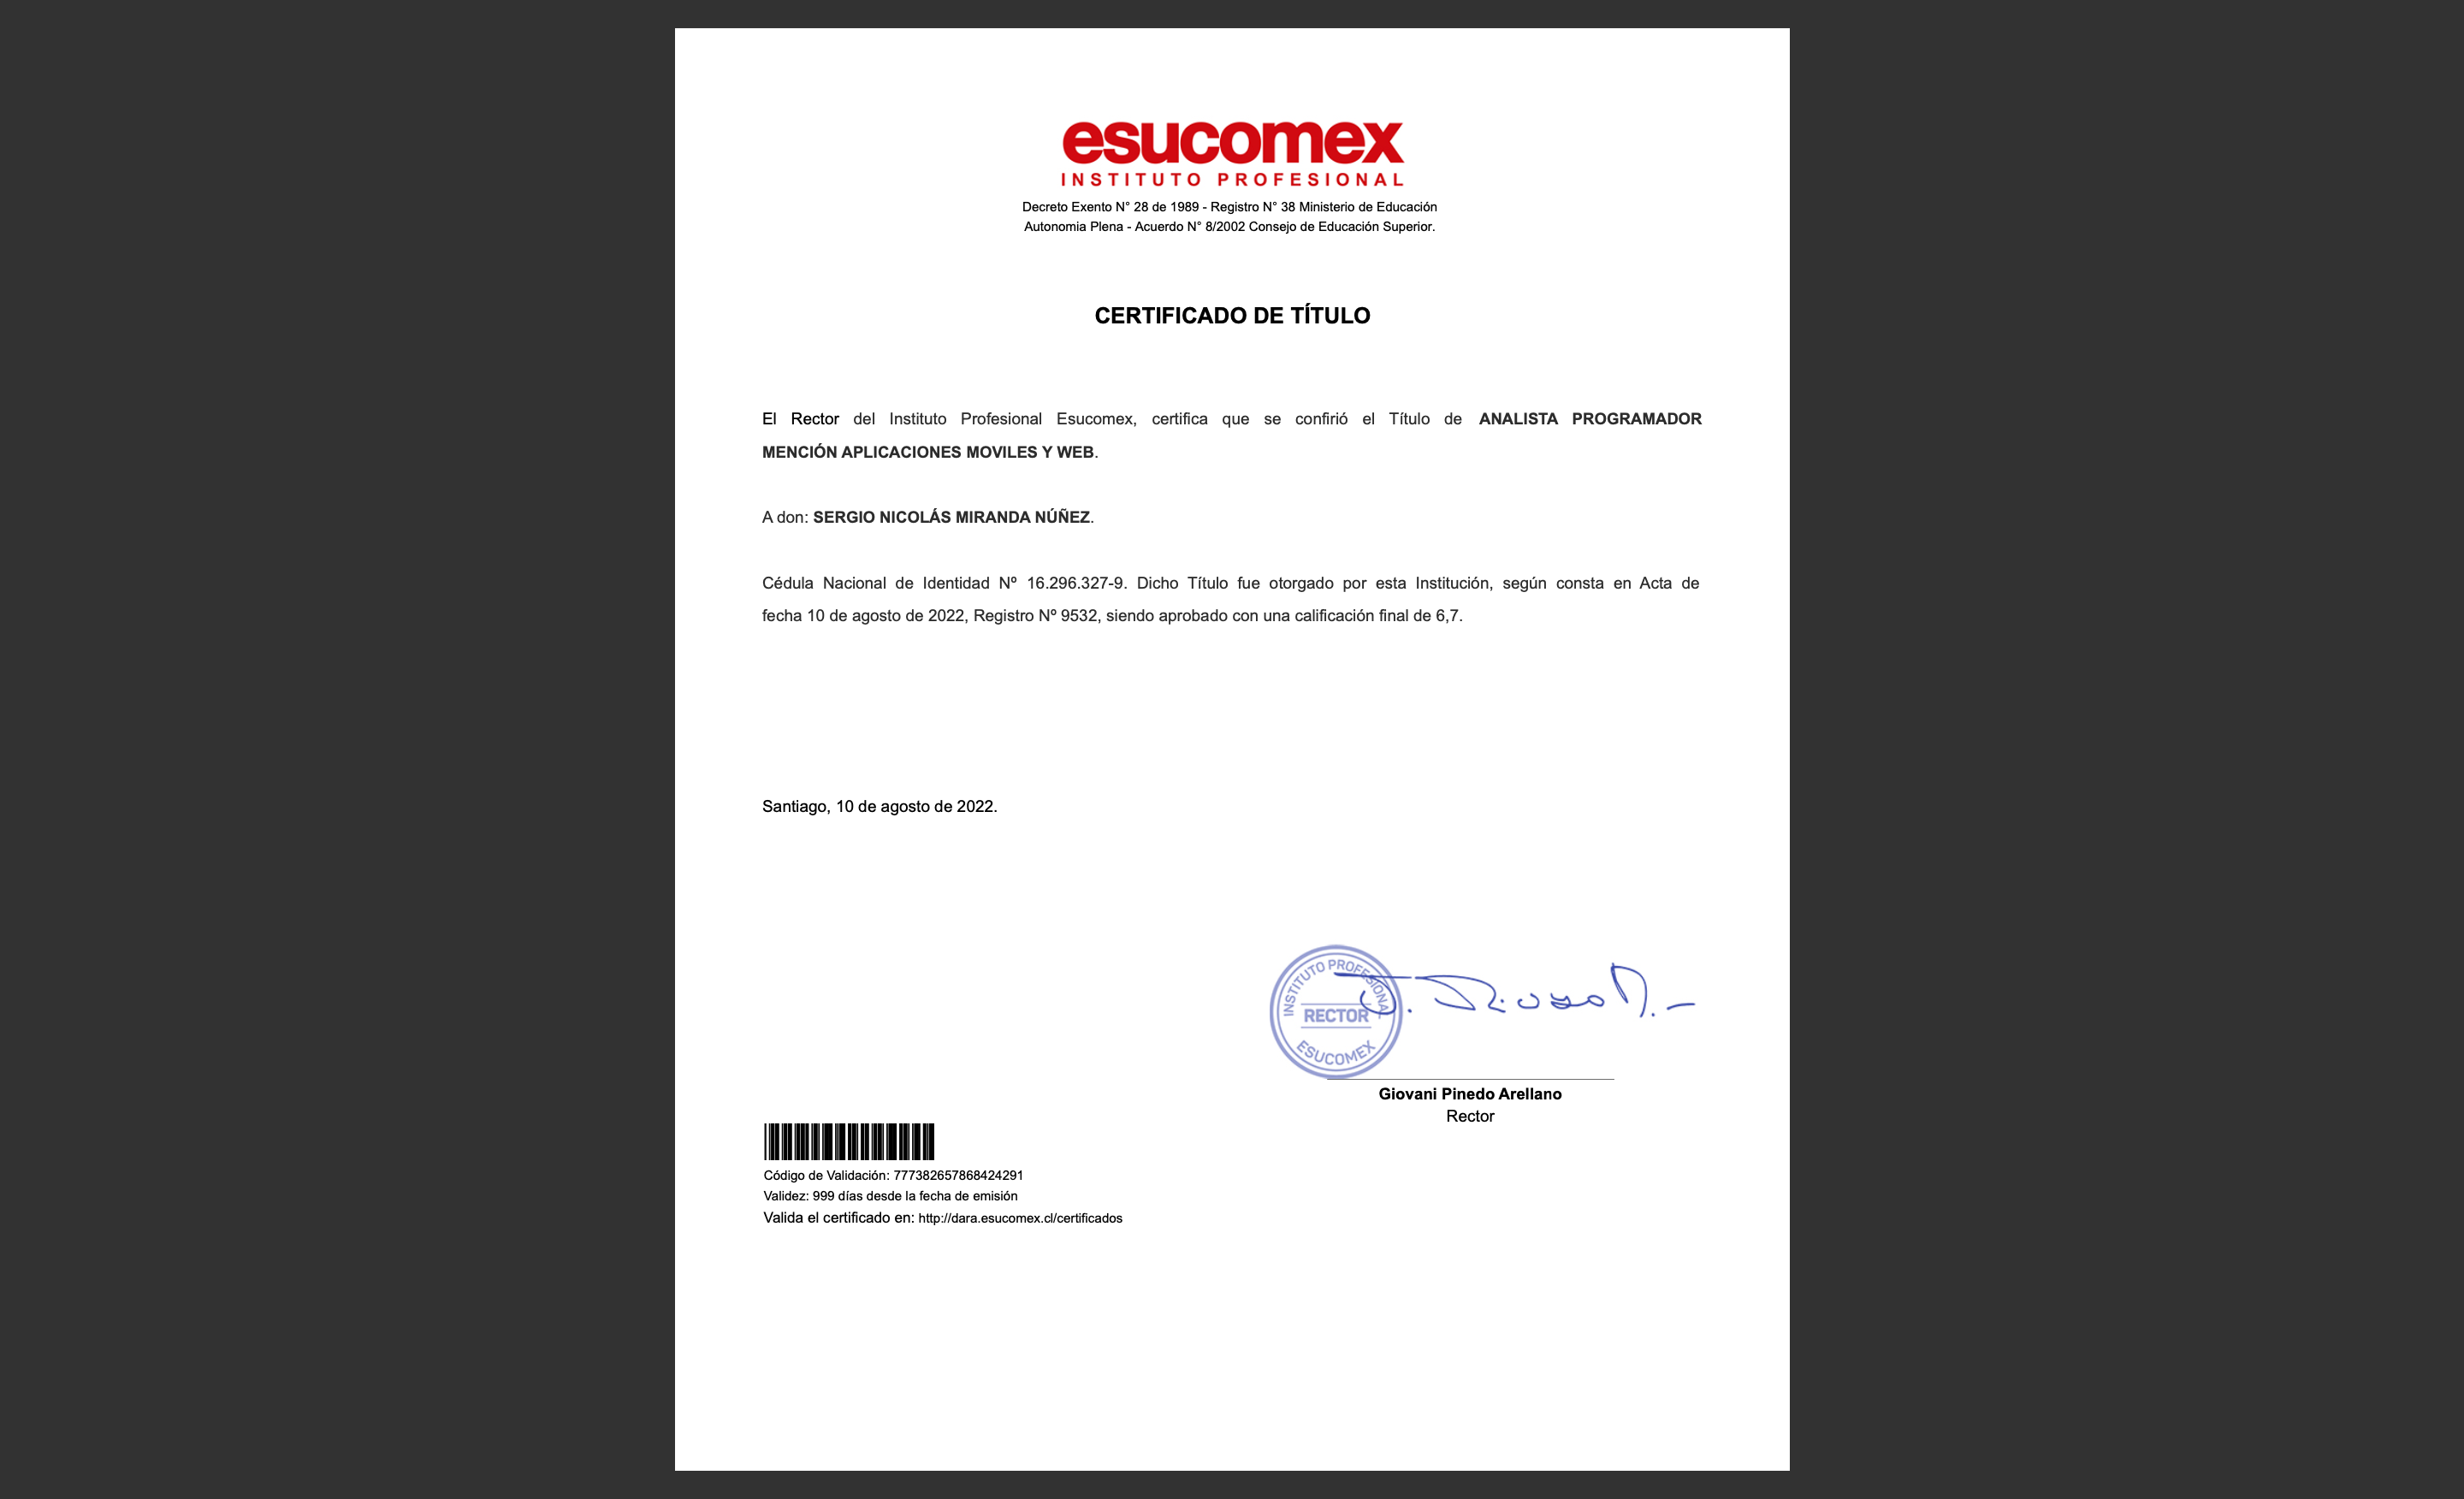 esucomex
INSTITUTO PROFESIONAL
Decreto Exento N° 28 de 1989 - Registro N° 38 Ministerio de Educación
Autonomia Plena - Acuerdo N° 8/2002 Consejo de Educación Superior.
CERTIFICADO DE TÍTULO
El Rector del Instituto Profesional Esucomex, certifica que se confirió el Título de ANALISTA PROGRAMADOR
MENCIÓN APLICACIONES MOVILES Y WEB.
A don: SERGIO NICOLÁS MIRANDA NÚÑEZ.
Cédula Nacional de Identidad Nº 16.296.327-9. Dicho Título fue otorgado por esta Institución, según consta en Acta de
fecha 10 de agosto de 2022, Registro Nº 9532, siendo aprobado con una calificación final de 6,7.
Santiago, 10 de agosto de 2022.
INSTITUTO PROFESIONAL
RECTOR
ESUCOMEX
Giovani Pinedo Arellano
Rector
Código de Validación: 777382657868424291
Validez: 999 días desde la fecha de emisión
Valida el certificado en: http://dara.esucomex.cl/certificados